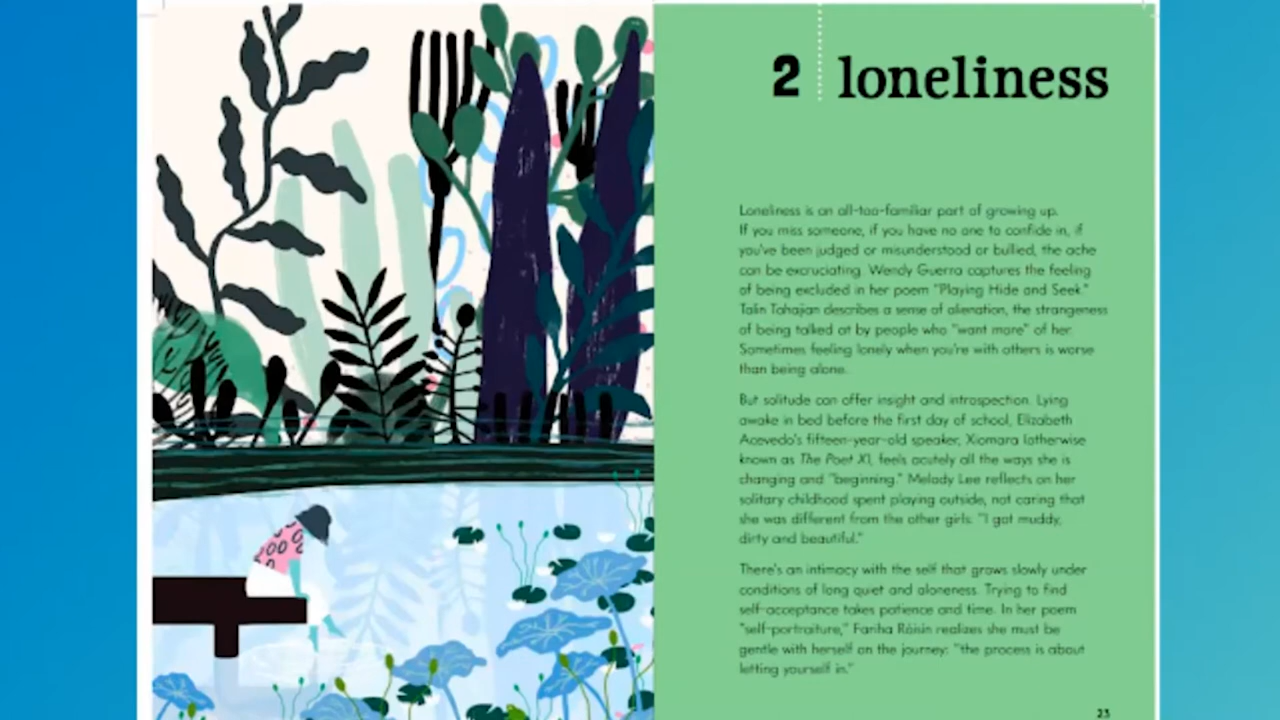 2 loneliness
Loneliness is an all-too-familiar part of growing up.
If you miss someone, if you have no one to confide in, if
you've been judged or misunderstood or bullied, the ache
can be excruciating. Wendy Guerra captures the feeling
of being excluded in her poem "Playing Hide and Seek."
Talin Tahajian describes a sense of alienation, the strangeness
of being talked at by people who "want more" of her.
Sometimes feeling lonely when you're with others is worse
than being alone.
But solitude can offer insight and introspection. Lying
awake in bed before the first day of school, Elizabeth
Acevedo's fifteen-year-old speaker, Xiomara (otherwise
known as The Poet X), feels acutely all the ways she is
changing and "beginning." Melody Lee reflects on her
solitary childhood spent playing outside, not caring that
she was different from the other girls: "I got muddy,
dirty and beautiful."
There's an intimacy with the self that grows slowly under
conditions of long quiet and aloneness. Trying to find
self-acceptance takes patience and time. In her poem
"self-portraiture," Fariha Róisín realizes she must be
gentle with herself on the journey: "the process is about
letting yourself in."
23